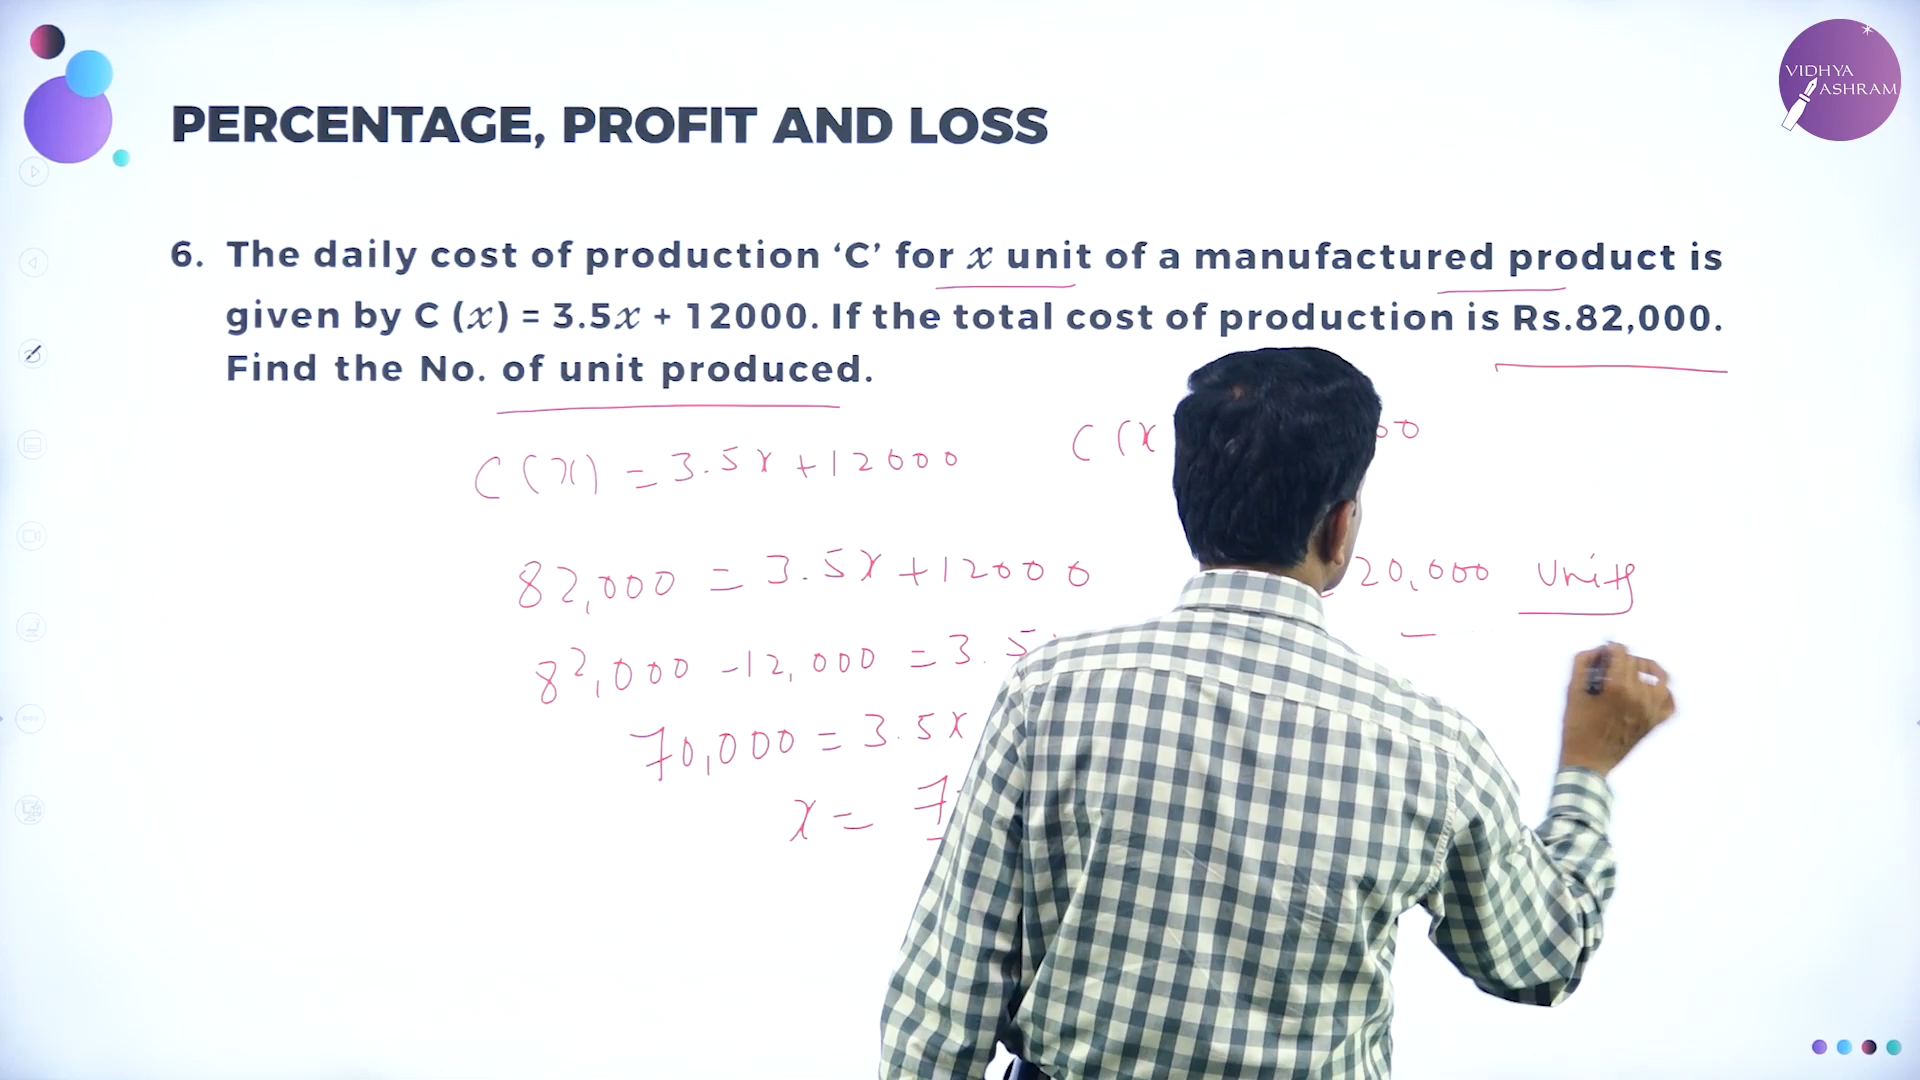 VIDHYA
ASHRAM
PERCENTAGE, PROFIT AND LOSS
6. The daily cost of production ‘C’ for x unit of a manufactured product is
given by C (x) = 3.5x + 12000. If the total cost of production is Rs.82,000.
Find the No. of unit produced.
C(x) = 3.5x + 12000
C(x
00
82,000 = 3.5x + 12000
20,000 units
82,000 - 12,000 = 3.5
70,000 = 3.5x
x = 7